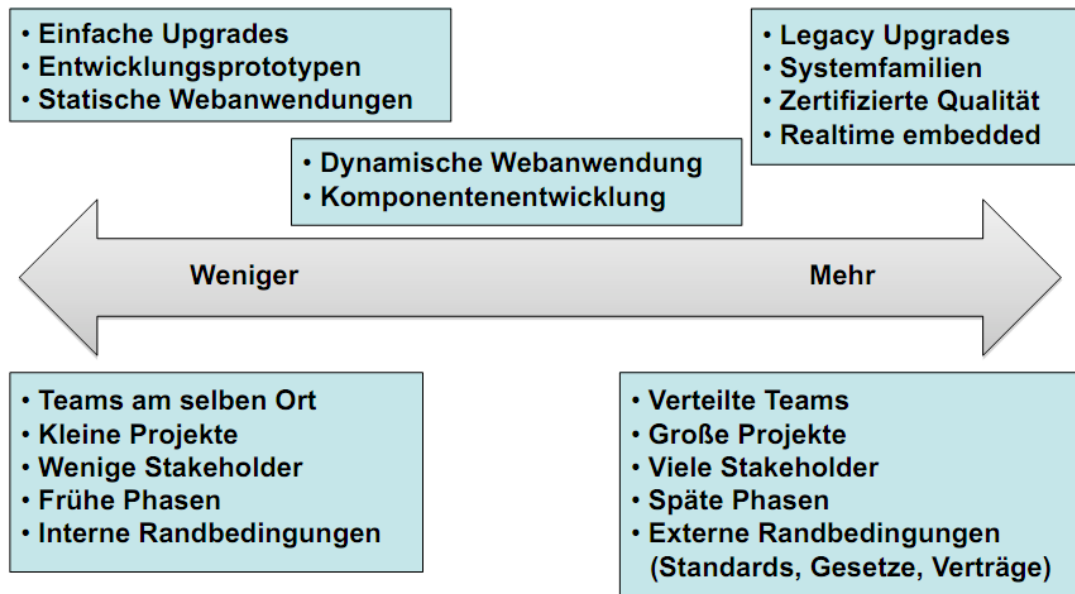 • Einfache Upgrades
• Entwicklungsprototypen
• Statische Webanwendungen
• Legacy Upgrades
• Systemfamilien
• Zertifizierte Qualität
• Realtime embedded
• Dynamische Webanwendung
• Komponentenentwicklung
Weniger
Mehr
• Teams am selben Ort
• Kleine Projekte
• Wenige Stakeholder
• Frühe Phasen
• Interne Randbedingungen
• Verteilte Teams
• Große Projekte
• Viele Stakeholder
• Späte Phasen
• Externe Randbedingungen
(Standards, Gesetze, Verträge)